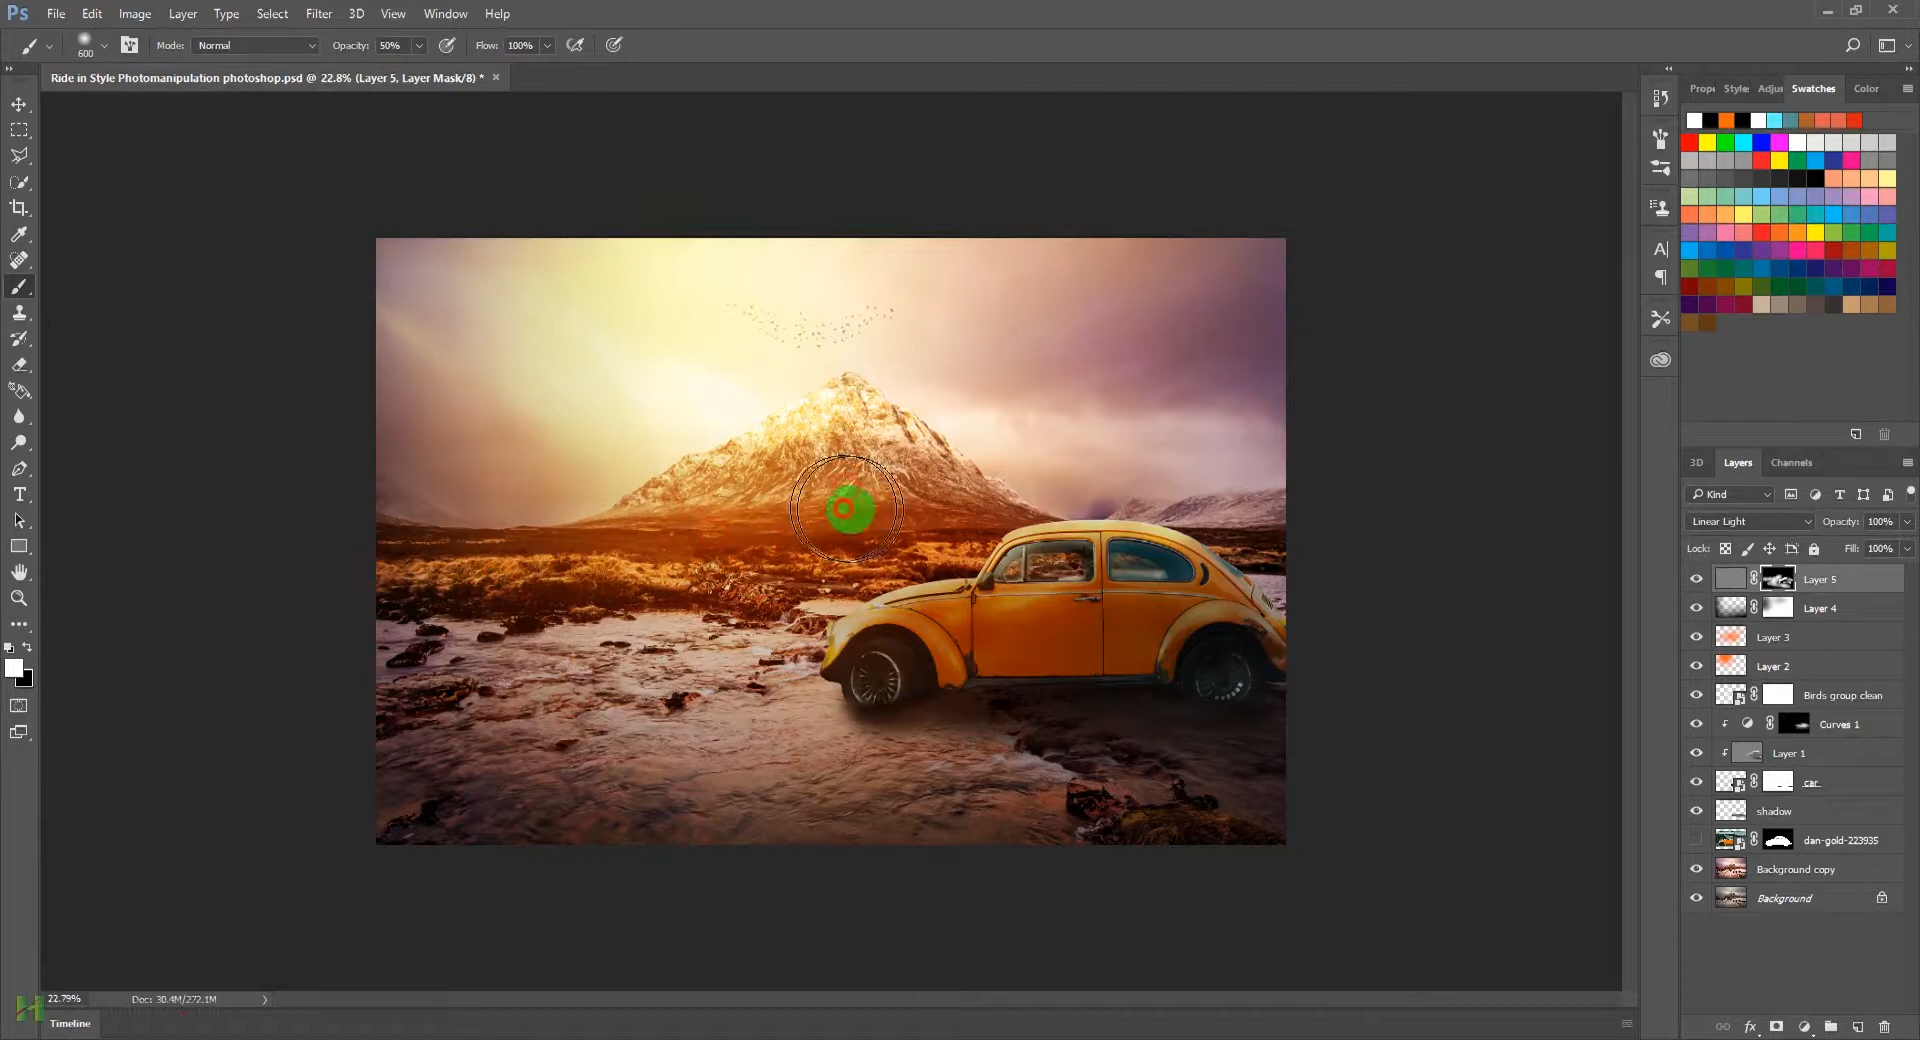 Ps File Edit Image Layer Type Select Filter 3D View Window Help
600 Mode: Normal Opacity: 50% Flow: 100%
Ride in Style Photomanipulation photoshop.psd @ 22.8% (Layer 5, Layer Mask/8) *
Prope Styles Adjus Swatches Color
3D Layers Channels
Kind
Linear Light Opacity: 100%
Lock: Fill: 100%
Layer 5
Layer 4
Layer 3
Layer 2
Birds group clean
Curves 1
Layer 1
car
shadow
dan-gold-223935
Background copy
Background
22.79% Doc: 30.4M/272.1M
Timeline